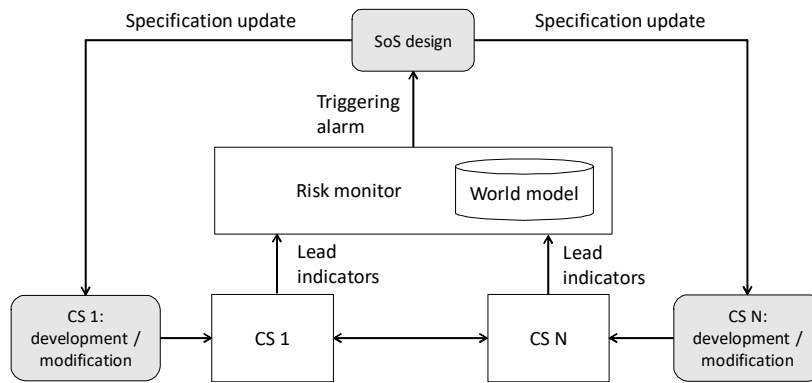 Specification update
SoS design
Specification update
Triggering
alarm
Risk monitor
World model
Lead
indicators
Lead
indicators
CS 1:
development /
modification
CS 1
CS N
CS N:
development /
modification